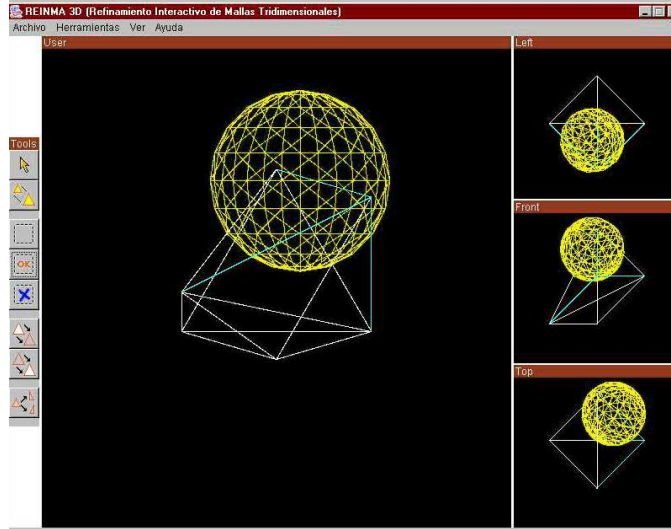 REINMA 3D (Refinamiento Interactivo de Mallas Tridimensionales)
Archivo Herramientas Ver Ayuda
User
Left
Tools
OK
Front
Top